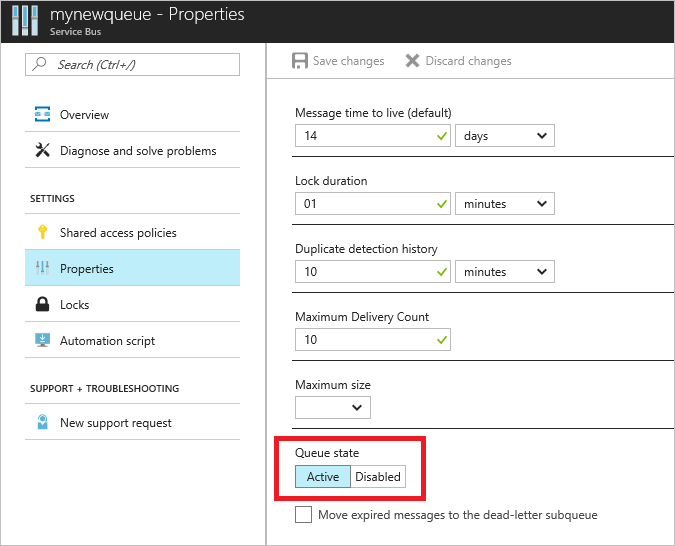 mynewqueue - Properties
Service Bus
Search (Ctrl+/)
Overview
Diagnose and solve problems
SETTINGS
Shared access policies
Properties
Locks
Automation script
SUPPORT + TROUBLESHOOTING
New support request
Save changes Discard changes
Message time to live (default)
14 days
Lock duration
01 minutes
Duplicate detection history
10 minutes
Maximum Delivery Count
10
Maximum size
Queue state
Active Disabled
Move expired messages to the dead-letter subqueue